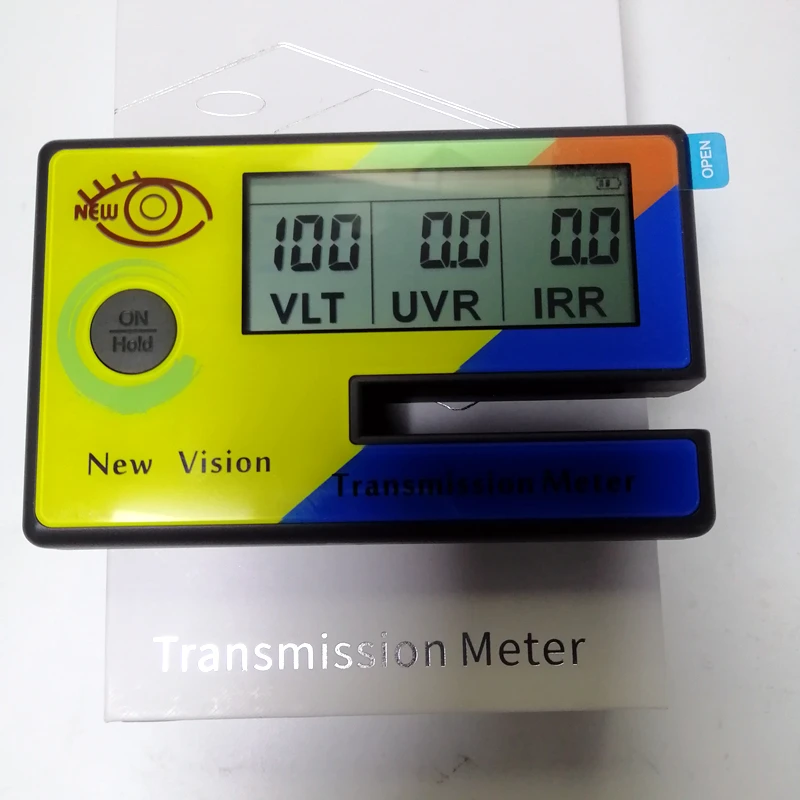 OPEN
NEW
100 0.0 0.0
VLT UVR IRR
ON
Hold
New Vision
Transmission Meter
Transmission Meter